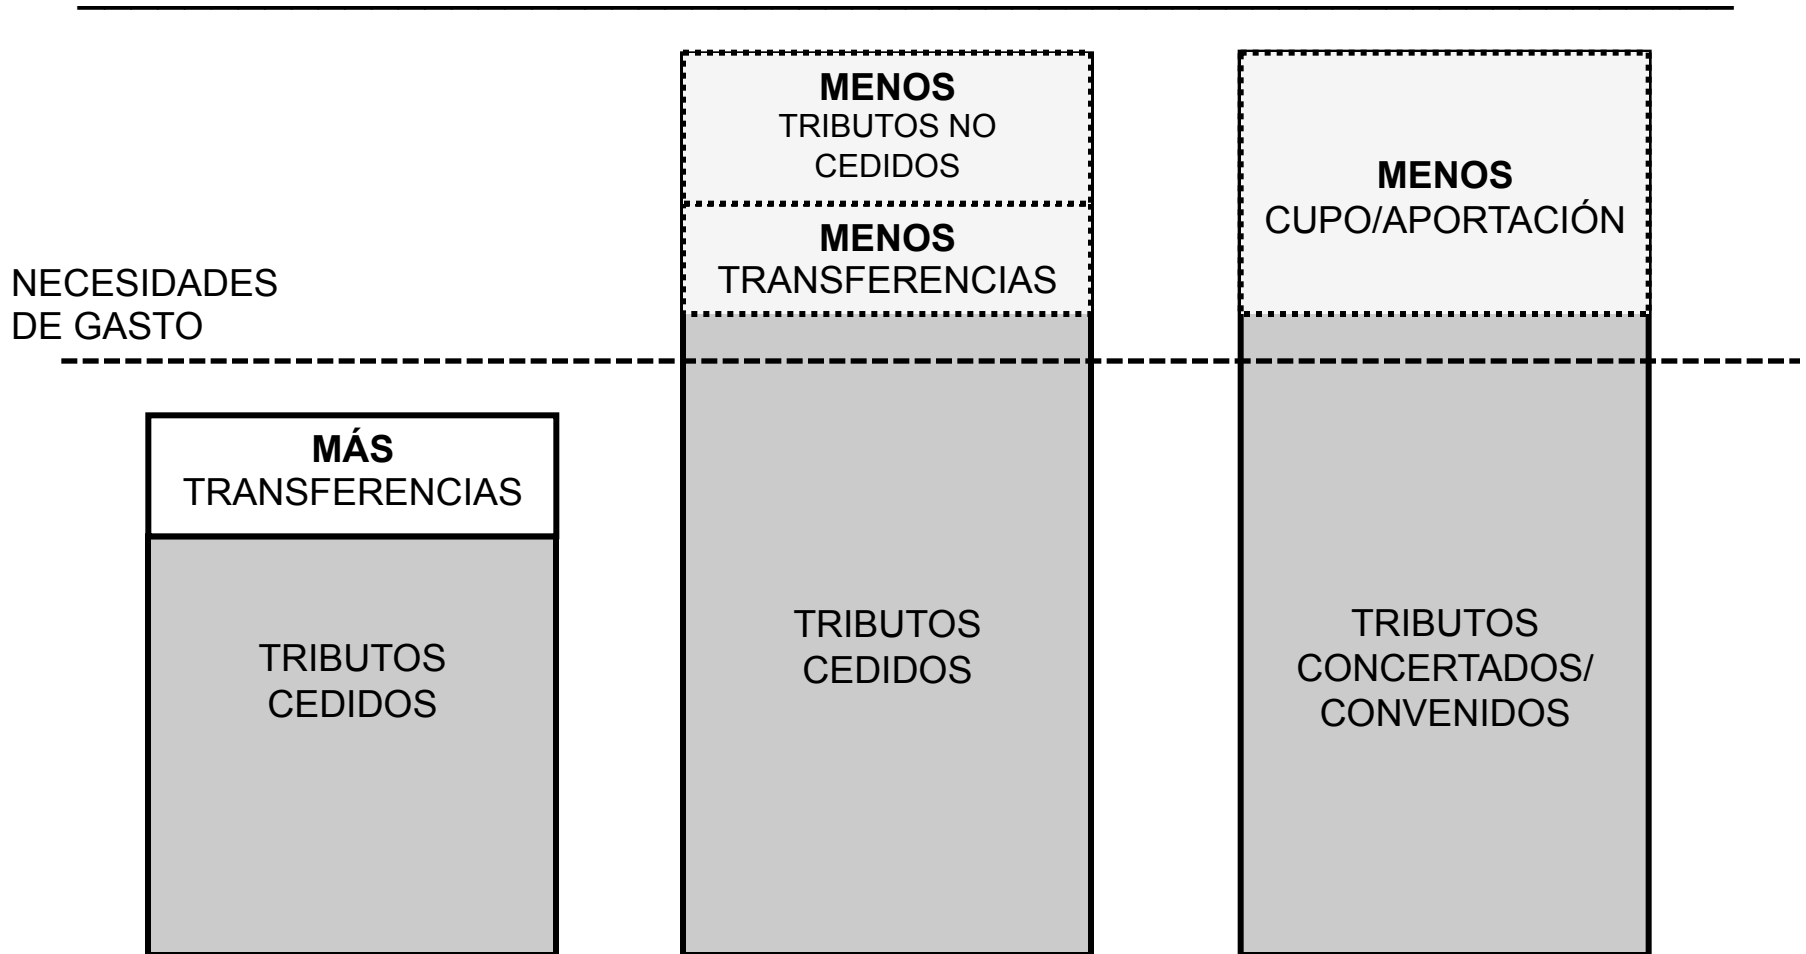 MENOS
TRIBUTOS NO
CEDIDOS
MENOS
TRANSFERENCIAS
MENOS
CUPO/APORTACIÓN
NECESIDADES
DE GASTO
MÁS
TRANSFERENCIAS
TRIBUTOS
CEDIDOS
TRIBUTOS
CEDIDOS
TRIBUTOS
CONCERTADOS/
CONVENIDOS